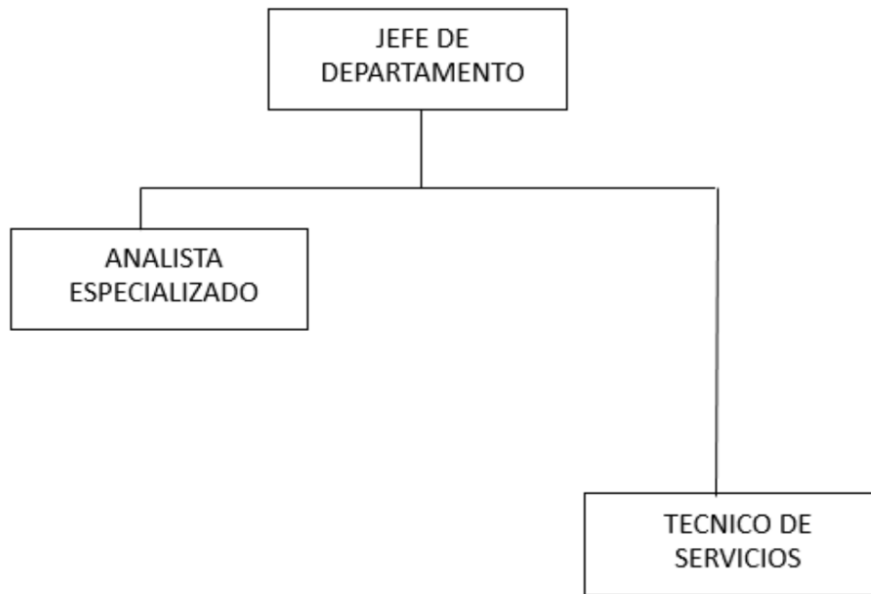 JEFE DE
DEPARTAMENTO
ANALISTA
ESPECIALIZADO
TECNICO DE
SERVICIOS